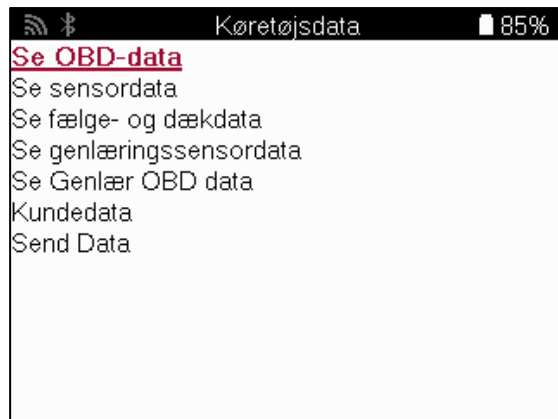 Køretøjsdata 85%
Se OBD-data
Se sensordata
Se fælge- og dækdata
Se genlæringssensordata
Se Genlær OBD data
Kundedata
Send Data